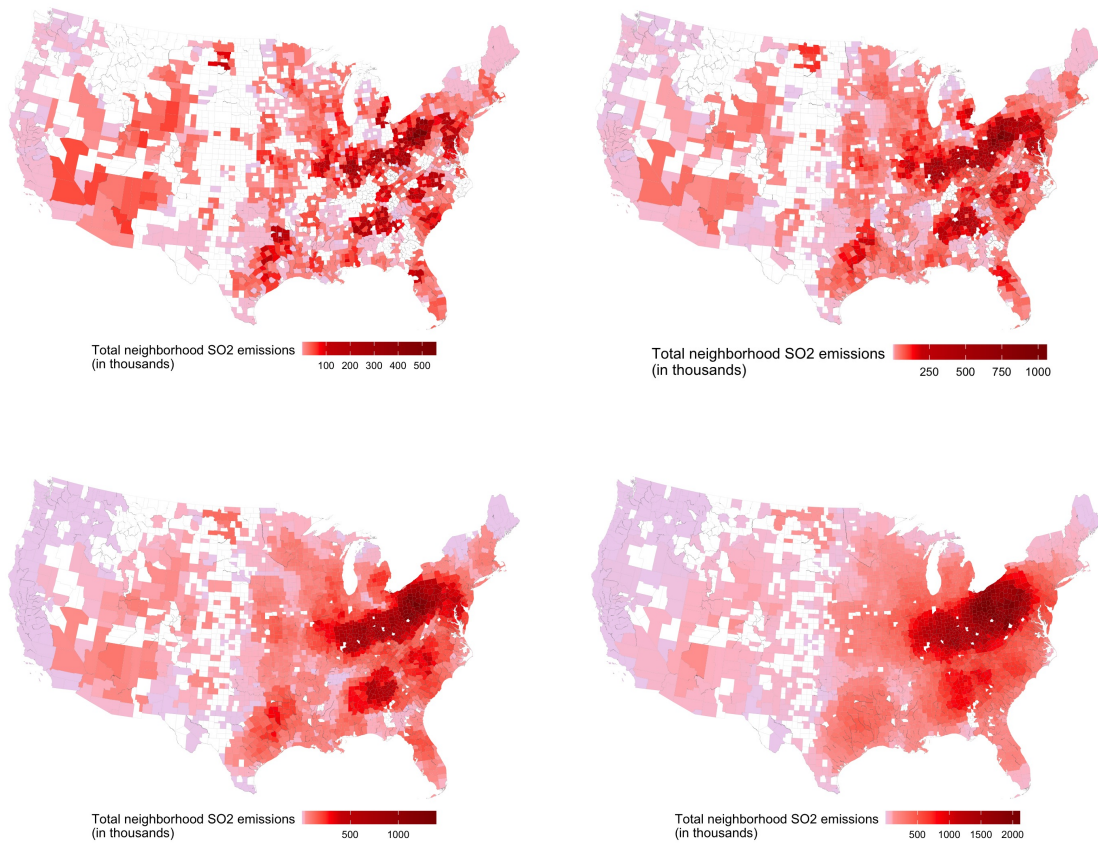 Total neighborhood SO2 emissions
(in thousands)
100 200 300 400 500
Total neighborhood SO2 emissions
(in thousands)
250 500 750 1000
Total neighborhood SO2 emissions
(in thousands)
500 1000
Total neighborhood SO2 emissions
(in thousands)
500 1000 1500 2000